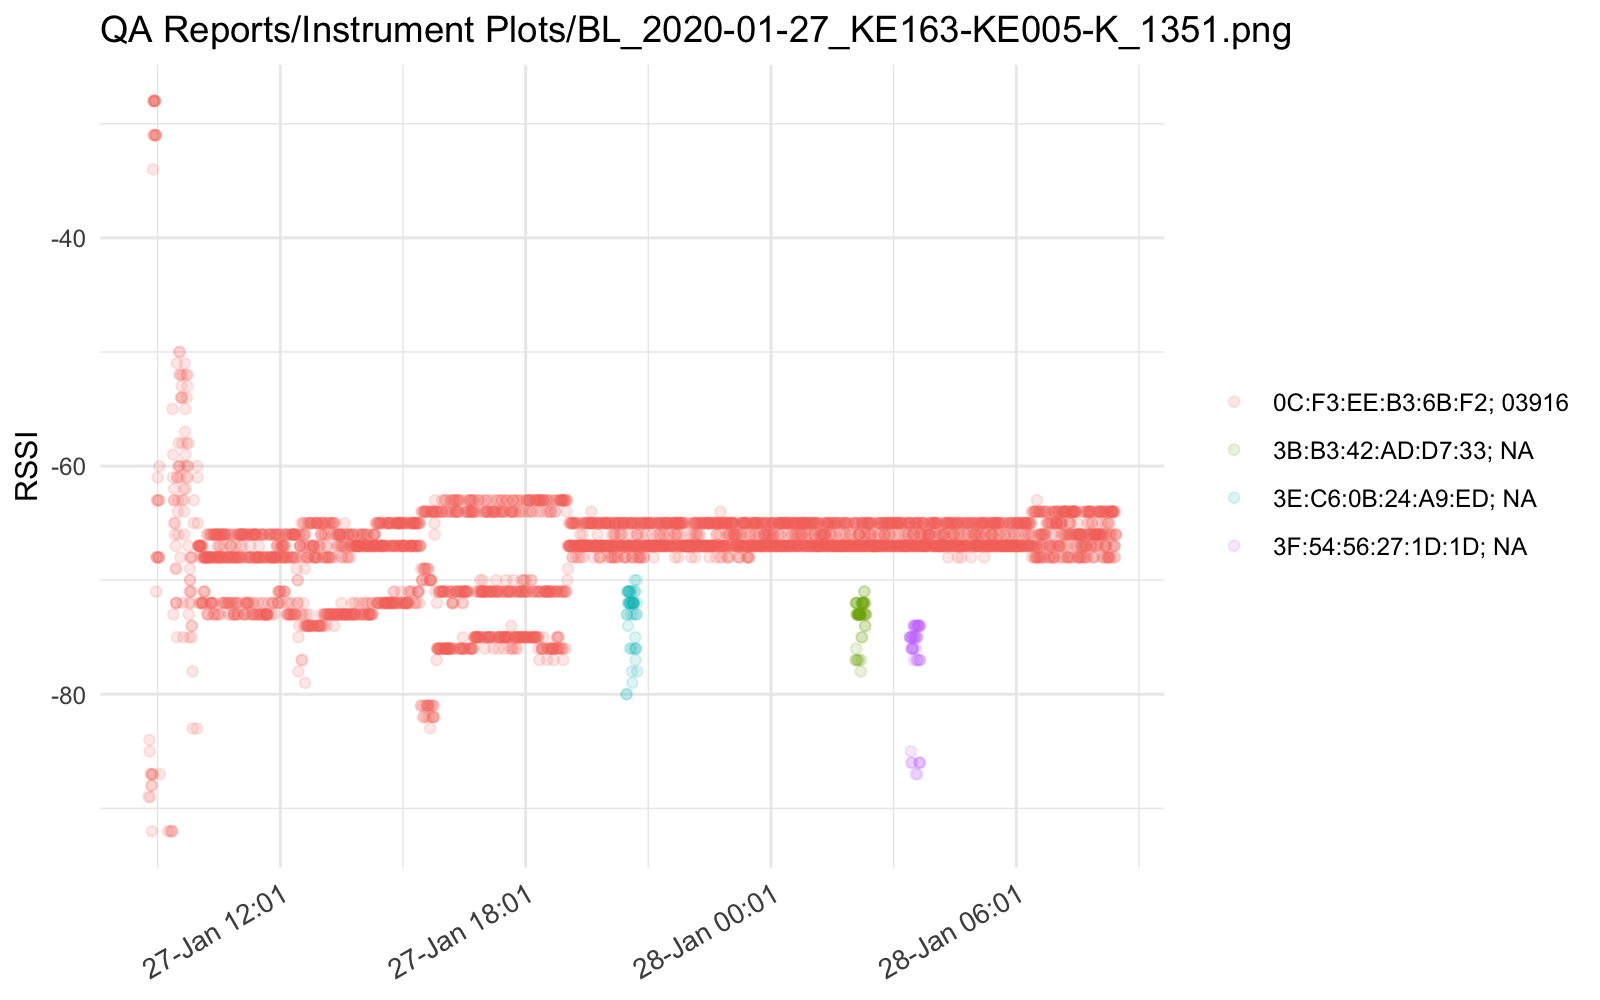 QA Reports/Instrument Plots/BL_2020-01-27_KE163-KE005-K_1351.png
RSSI
-40
-60
-80
27-Jan 12:01
27-Jan 18:01
28-Jan 00:01
28-Jan 06:01
0C:F3:EE:B3:6B:F2; 03916
3B:B3:42:AD:D7:33; NA
3E:C6:0B:24:A9:ED; NA
3F:54:56:27:1D:1D; NA